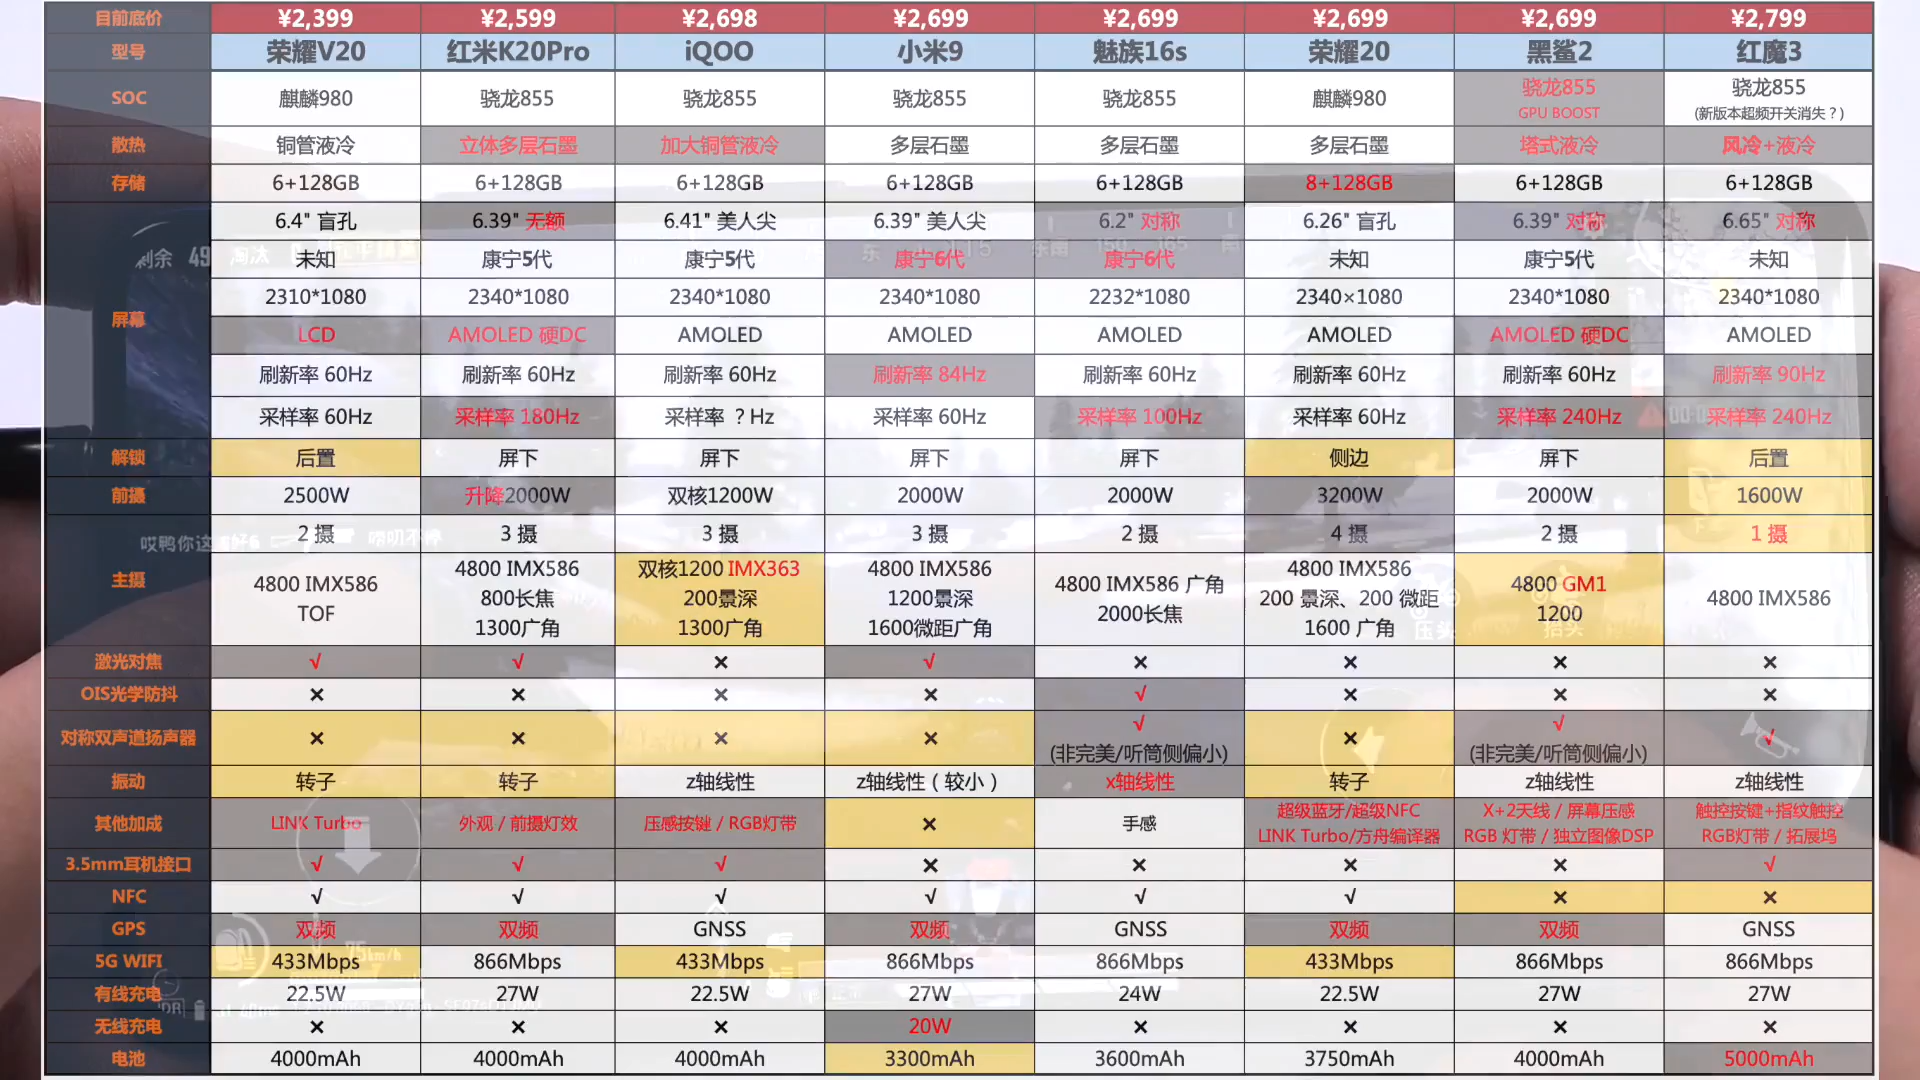 目前底价 ¥2,399 ¥2,599 ¥2,698 ¥2,699 ¥2,699 ¥2,699 ¥2,699 ¥2,799
型号 荣耀V20 红米K20Pro iQOO 小米9 魅族16s 荣耀20 黑鲨2 红魔3
SOC 麒麟980 骁龙855 骁龙855 骁龙855 骁龙855 麒麟980 骁龙855 骁龙855
GPU BOOST (新版本超频开关消失？)
散热 铜管液冷 立体多层石墨 加大铜管液冷 多层石墨 多层石墨 多层石墨 塔式液冷 风冷+液冷
存储 6+128GB 6+128GB 6+128GB 6+128GB 6+128GB 8+128GB 6+128GB 6+128GB
屏幕 6.4" 盲孔 6.39" 无额 6.41" 美人尖 6.39" 美人尖 6.2" 对称 6.26" 盲孔 6.39" 对称 6.65" 对称
未知 康宁5代 康宁5代 康宁6代 康宁6代 未知 康宁5代 未知
2310*1080 2340*1080 2340*1080 2340*1080 2232*1080 2340×1080 2340*1080 2340*1080
LCD AMOLED 硬DC AMOLED AMOLED AMOLED AMOLED AMOLED 硬DC AMOLED
刷新率 60Hz 刷新率 60Hz 刷新率 60Hz 刷新率 84Hz 刷新率 60Hz 刷新率 60Hz 刷新率 60Hz 刷新率 90Hz
采样率 60Hz 采样率 180Hz 采样率 ？Hz 采样率 60Hz 采样率 100Hz 采样率 60Hz 采样率 240Hz 采样率 240Hz
解锁 后置 屏下 屏下 屏下 屏下 侧边 屏下 后置
前摄 2500W 升降2000W 双核1200W 2000W 2000W 3200W 2000W 1600W
主摄 2 摄 3 摄 3 摄 3 摄 2 摄 4 摄 2 摄 1 摄
4800 IMX586 4800 IMX586 双核1200 IMX363 4800 IMX586 4800 IMX586 广角 4800 IMX586 4800 GM1 4800 IMX586
TOF 800长焦 200景深 1200景深 2000长焦 200 景深、200 微距 1200
1300广角 1300广角 1600微距广角 1600 广角
激光对焦 √ √ × √ × × × ×
OIS光学防抖 × × × × √ × × ×
对称双声道扬声器 × × × × √ × √ √
(非完美/听筒侧偏小) (非完美/听筒侧偏小)
振动 转子 转子 z轴线性 z轴线性（较小） x轴线性 转子 z轴线性 z轴线性
其他加成 LINK Turbo 外观 / 前摄灯效 压感按键 / RGB灯带 × 手感 超级蓝牙/超级NFC X+2天线 / 屏幕压感 触控按键+指纹触控
LINK Turbo/方舟编译器 RGB 灯带 / 独立图像DSP RGB灯带 / 拓展坞
3.5mm耳机接口 √ √ √ × × × × √
NFC √ √ √ √ √ √ × ×
GPS 双频 双频 GNSS 双频 GNSS 双频 双频 GNSS
5G WIFI 433Mbps 866Mbps 433Mbps 866Mbps 866Mbps 433Mbps 866Mbps 866Mbps
有线充电 22.5W 27W 22.5W 27W 24W 22.5W 27W 27W
无线充电 × × × 20W × × × ×
电池 4000mAh 4000mAh 4000mAh 3300mAh 3600mAh 3750mAh 4000mAh 5000mAh
剩余 49 淘汰